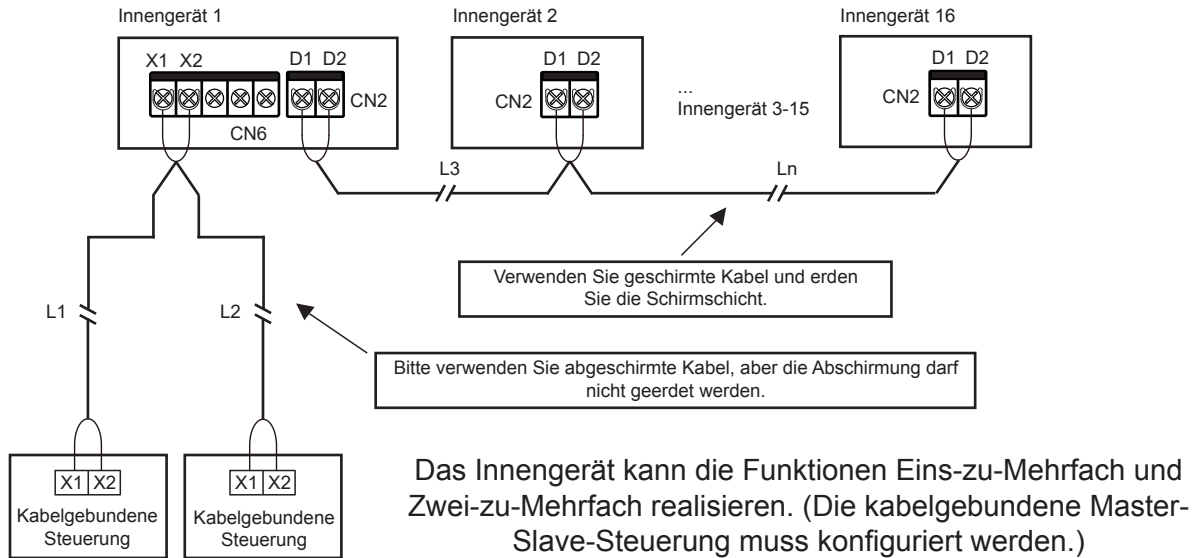 Innengerät 1
Innengerät 2
Innengerät 16
X1 X2
D1 D2
CN2
CN6
D1 D2
CN2
...
Innengerät 3-15
D1 D2
CN2
L3
Ln
Verwenden Sie geschirmte Kabel und erden
Sie die Schirmschicht.
L1
L2
Bitte verwenden Sie abgeschirmte Kabel, aber die Abschirmung darf
nicht geerdet werden.
X1 X2
Kabelgebundene
Steuerung
X1 X2
Kabelgebundene
Steuerung
Das Innengerät kann die Funktionen Eins-zu-Mehrfach und
Zwei-zu-Mehrfach realisieren. (Die kabelgebundene Master-
Slave-Steuerung muss konfiguriert werden.)